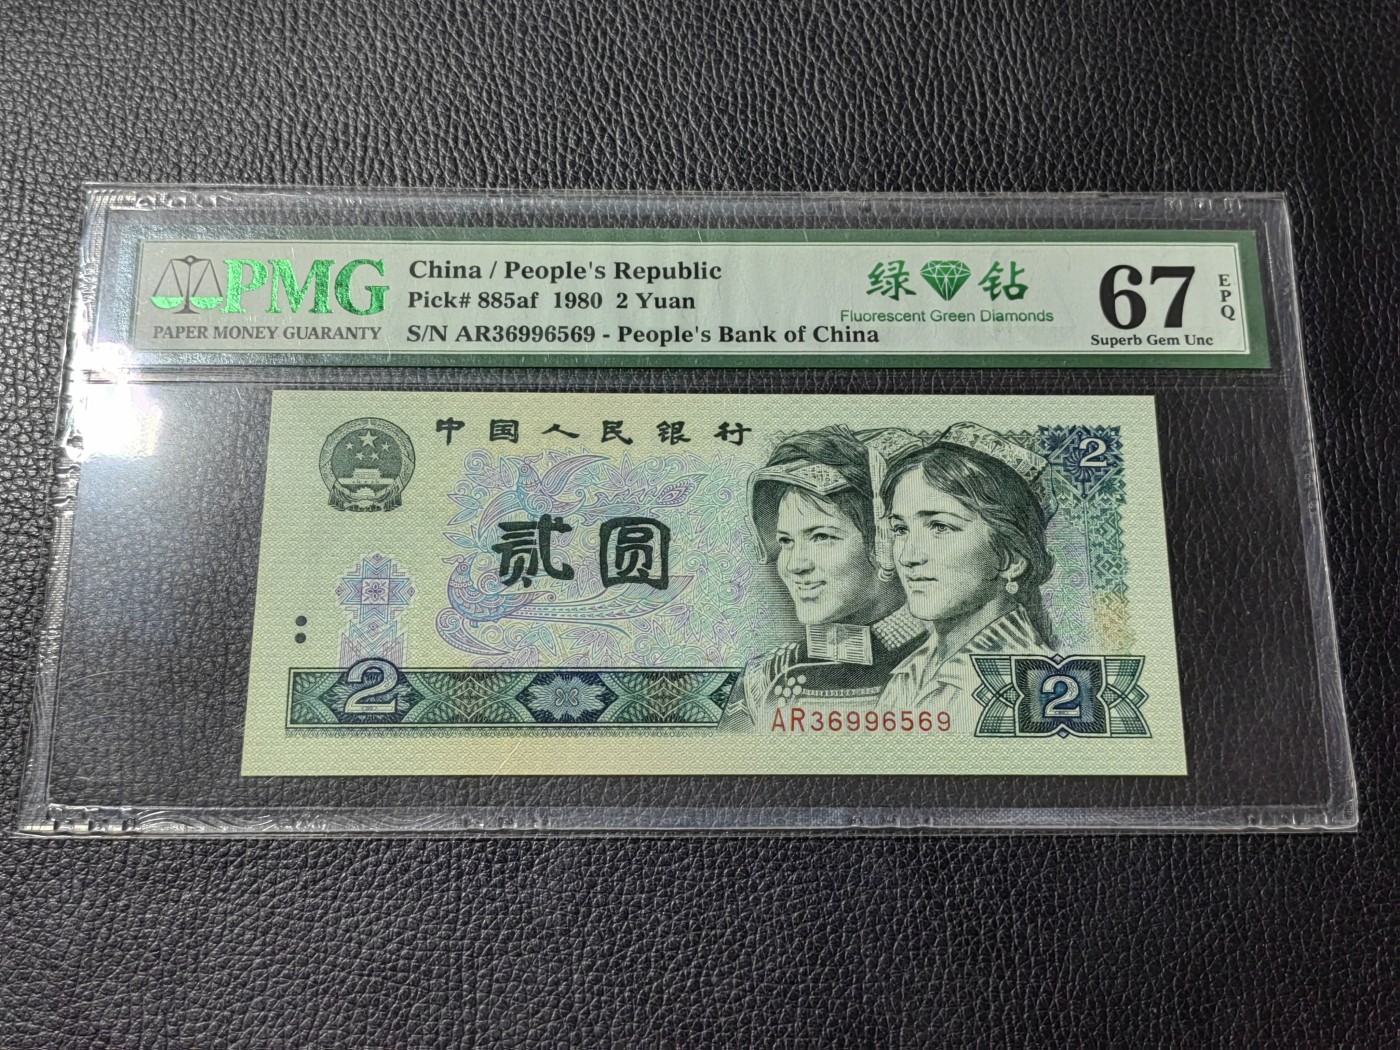 PMG
PAPER MONEY GUARANTY
China / People's Republic
Pick# 885af 1980 2 Yuan
S/N AR36996569 - People's Bank of China
绿 钻
Fluorescent Green Diamonds
67
EPQ
Superb Gem Unc
中国人民银行
2
贰圆
2
AR36996569
2